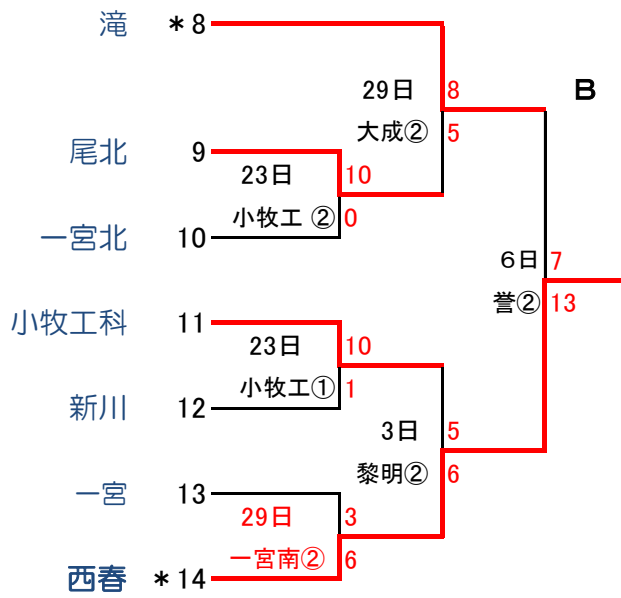 滝 *8
29日 8 B
大成② 5
尾北 9
23日 10
小牧工 ② 0
一宮北 10
6日 7
誉② 13
小牧工科 11
23日 10
小牧工① 1
新川 12
3日 5
黎明② 6
一宮 13
29日 3
一宮南② 6
西春 *14